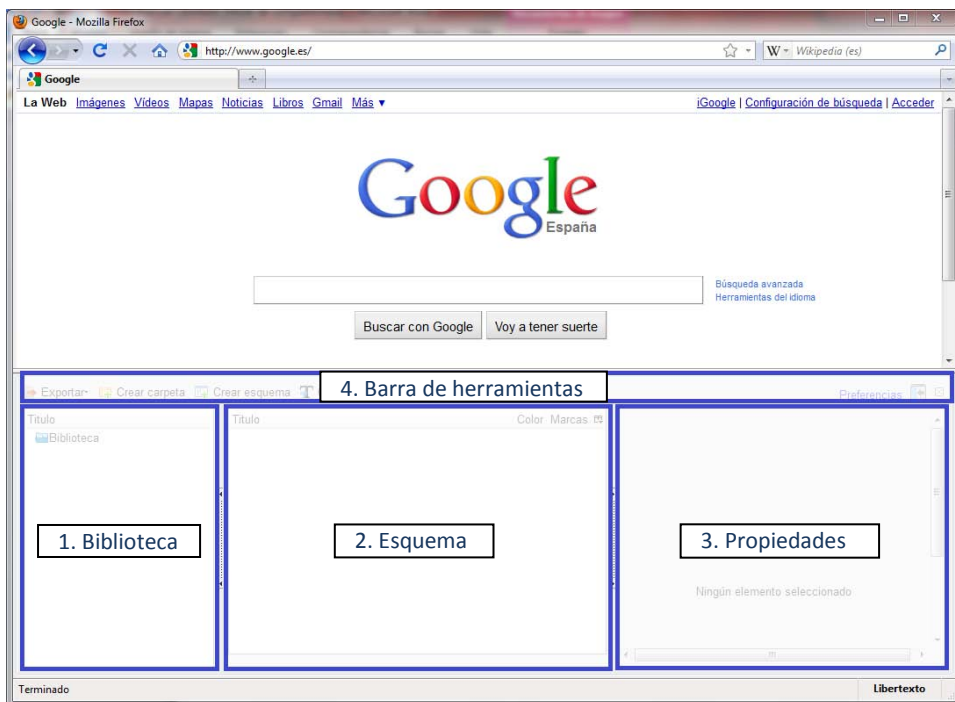 Google - Mozilla Firefox
http://www.google.es/
W Wikipedia (es)
Google
La Web Imágenes Vídeos Mapas Noticias Libros Gmail Más ▼
iGoogle | Configuración de búsqueda | Acceder
Google
España
Búsqueda avanzada
Herramientas del idioma
Buscar con Google
Voy a tener suerte
Exportar Crear carpeta Crear esquema T
4. Barra de herramientas
Preferencias
Titulo
Titulo
Color Marcas
Biblioteca
1. Biblioteca
2. Esquema
3. Propiedades
Ningún elemento seleccionado
Terminado
Libertexto